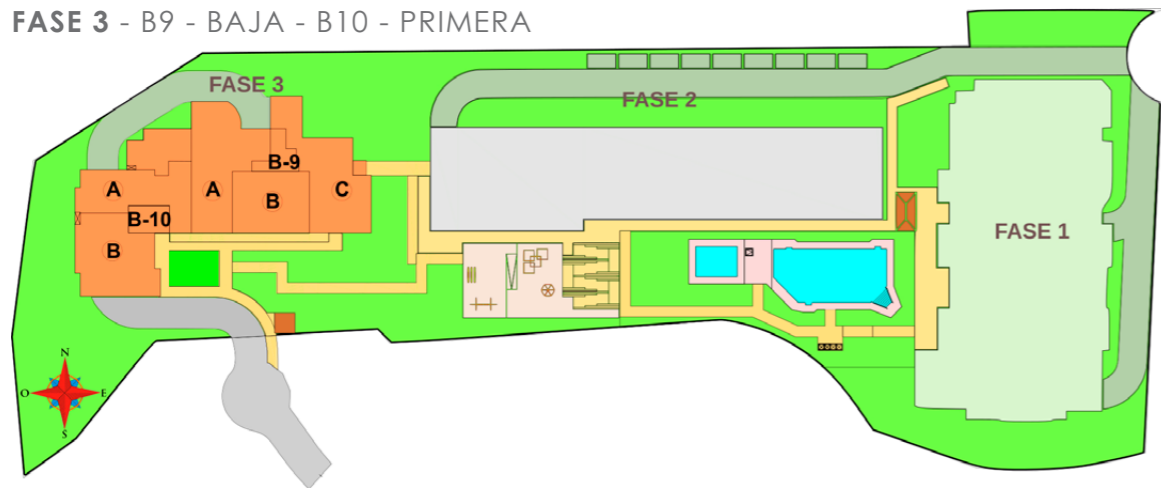 FASE 3 - B9 - BAJA - B10 - PRIMERA
FASE 3
FASE 2
B-9
A
A
C
B
B-10
B
FASE 1
N
O
E
S